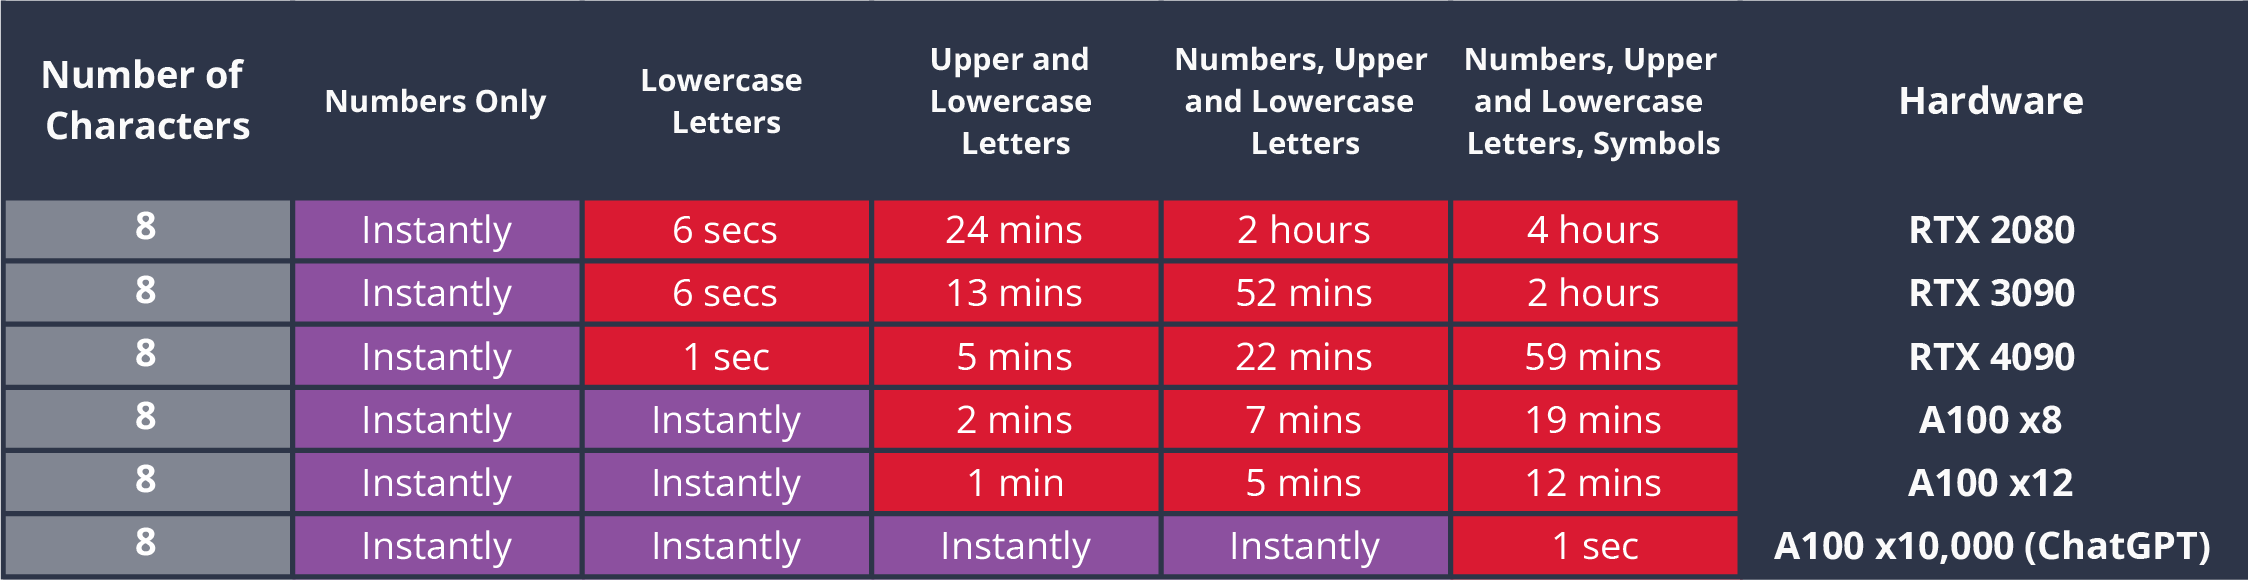 Number of Characters | Numbers Only | Lowercase Letters | Upper and Lowercase Letters | Numbers, Upper and Lowercase Letters | Numbers, Upper and Lowercase Letters, Symbols | Hardware
8 | Instantly | 6 secs | 24 mins | 2 hours | 4 hours | RTX 2080
8 | Instantly | 6 secs | 13 mins | 52 mins | 2 hours | RTX 3090
8 | Instantly | 1 sec | 5 mins | 22 mins | 59 mins | RTX 4090
8 | Instantly | Instantly | 2 mins | 7 mins | 19 mins | A100 x8
8 | Instantly | Instantly | 1 min | 5 mins | 12 mins | A100 x12
8 | Instantly | Instantly | Instantly | Instantly | 1 sec | A100 x10,000 (ChatGPT)